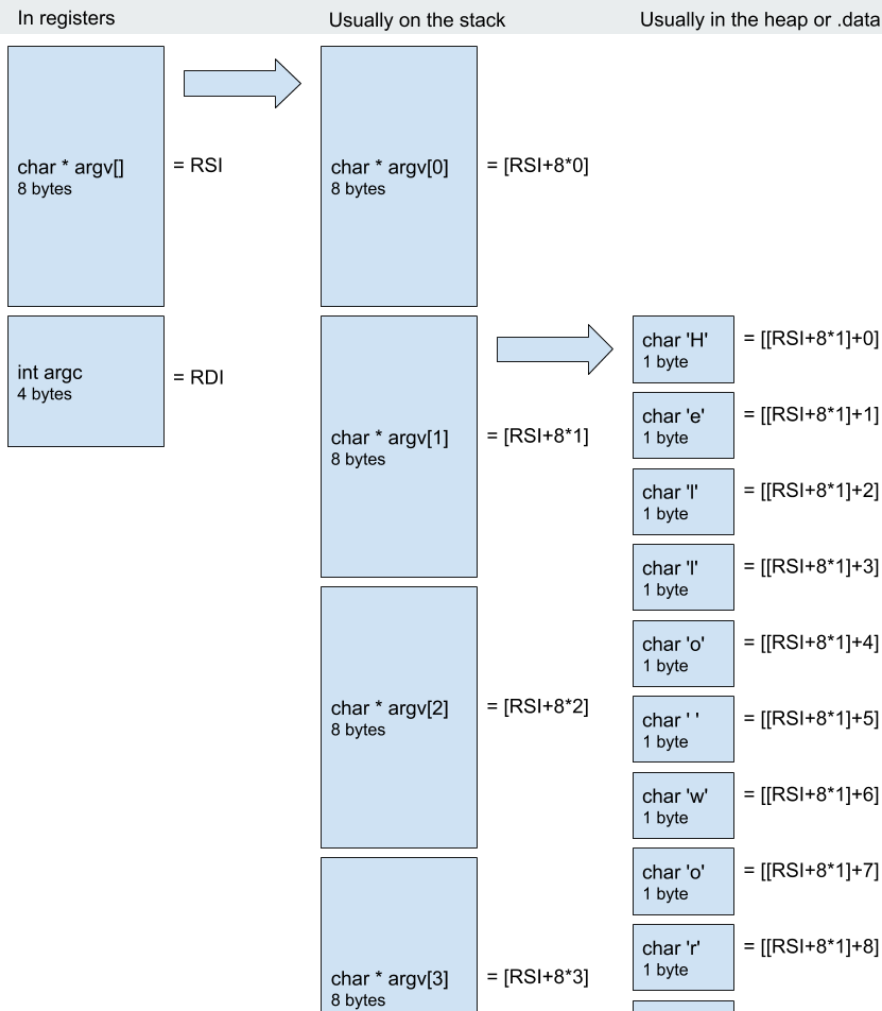 In registers
Usually on the stack
Usually in the heap or .data
char * argv[]
8 bytes
= RSI
int argc
4 bytes
= RDI
char * argv[0]
8 bytes
= [RSI+8*0]
char * argv[1]
8 bytes
= [RSI+8*1]
char * argv[2]
8 bytes
= [RSI+8*2]
char * argv[3]
8 bytes
= [RSI+8*3]
char 'H'
1 byte
= [[RSI+8*1]+0]
char 'e'
1 byte
= [[RSI+8*1]+1]
char 'l'
1 byte
= [[RSI+8*1]+2]
char 'l'
1 byte
= [[RSI+8*1]+3]
char 'o'
1 byte
= [[RSI+8*1]+4]
char ' '
1 byte
= [[RSI+8*1]+5]
char 'w'
1 byte
= [[RSI+8*1]+6]
char 'o'
1 byte
= [[RSI+8*1]+7]
char 'r'
1 byte
= [[RSI+8*1]+8]